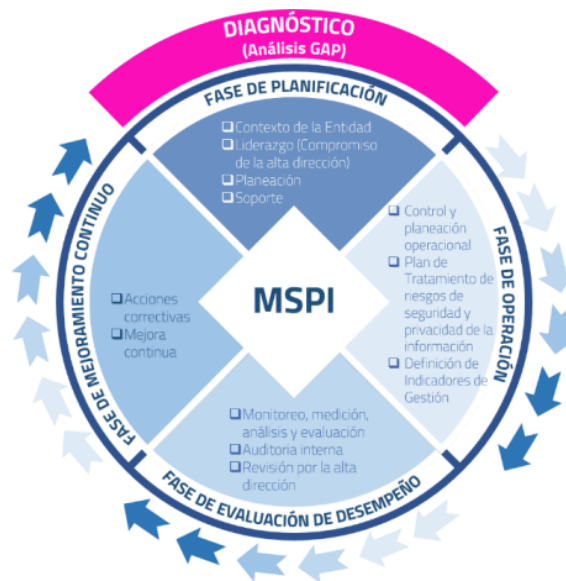 DIAGNÓSTICO
(Análisis GAP)
FASE DE PLANIFICACIÓN
❑Contexto de la Entidad
❑Liderazgo (Compromiso
de la alta dirección)
❑Planeación
❑Soporte
FASE DE OPERACIÓN
❑Control y
planeación
operacional
❑Plan de
Tratamiento de
riesgos de
seguridad y
privacidad de la
información
❑Definición de
Indicadores de
Gestión
MSPI
FASE DE MEJORAMIENTO CONTINUO
❑Acciones
correctivas
❑Mejora
continua
❑Monitoreo, medición,
análisis y evaluación
❑Auditoria interna
❑Revisión por la alta
dirección
FASE DE EVALUACIÓN DE DESEMPEÑO